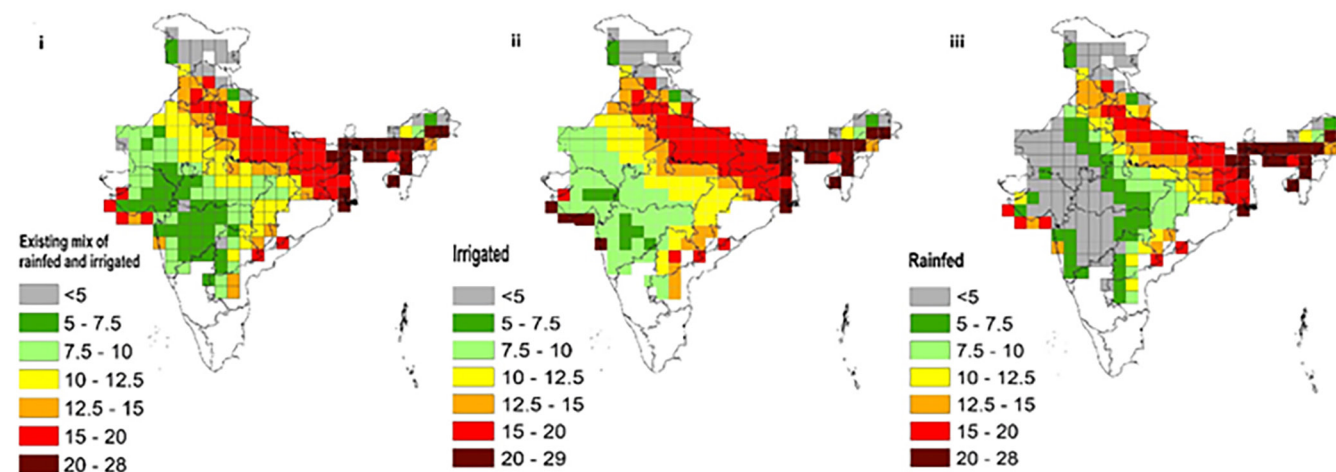 i
ii
iii
Existing mix of
rainfed and irrigated
<5
5 - 7.5
7.5 - 10
10 - 12.5
12.5 - 15
15 - 20
20 - 28
Irrigated
<5
5 - 7.5
7.5 - 10
10 - 12.5
12.5 - 15
15 - 20
20 - 29
Rainfed
<5
5 - 7.5
7.5 - 10
10 - 12.5
12.5 - 15
15 - 20
20 - 28